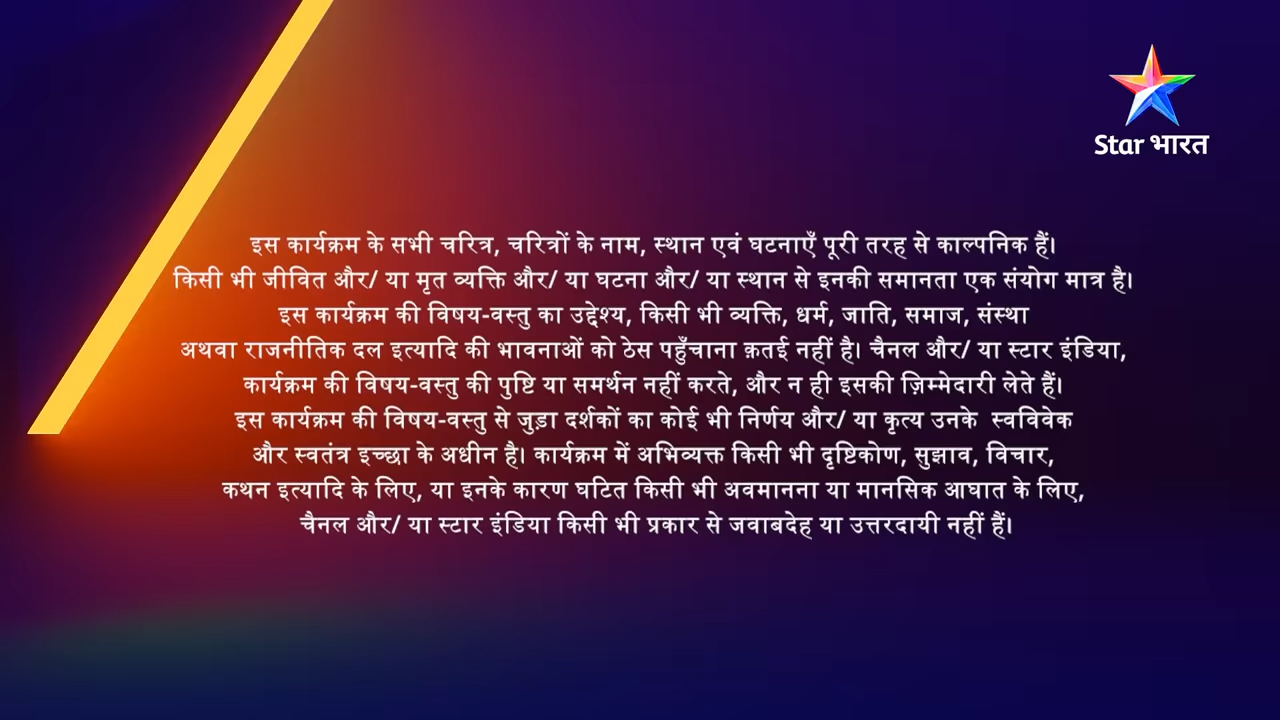 Star भारत
इस कार्यक्रम के सभी चरित्र, चरित्रों के नाम, स्थान एवं घटनाएँ पूरी तरह से काल्पनिक हैं।
किसी भी जीवित और/ या मृत व्यक्ति और/ या घटना और/ या स्थान से इनकी समानता एक संयोग मात्र है।
इस कार्यक्रम की विषय-वस्तु का उद्देश्य, किसी भी व्यक्ति, धर्म, जाति, समाज, संस्था
अथवा राजनीतिक दल इत्यादि की भावनाओं को ठेस पहुँचाना क़तई नहीं है। चैनल और/ या स्टार इंडिया,
कार्यक्रम की विषय-वस्तु की पुष्टि या समर्थन नहीं करते, और न ही इसकी ज़िम्मेदारी लेते हैं।
इस कार्यक्रम की विषय-वस्तु से जुड़ा दर्शकों का कोई भी निर्णय और/ या कृत्य उनके स्वविवेक
और स्वतंत्र इच्छा के अधीन है। कार्यक्रम में अभिव्यक्त किसी भी दृष्टिकोण, सुझाव, विचार,
कथन इत्यादि के लिए, या इनके कारण घटित किसी भी अवमानना या मानसिक आघात के लिए,
चैनल और/ या स्टार इंडिया किसी भी प्रकार से जवाबदेह या उत्तरदायी नहीं हैं।